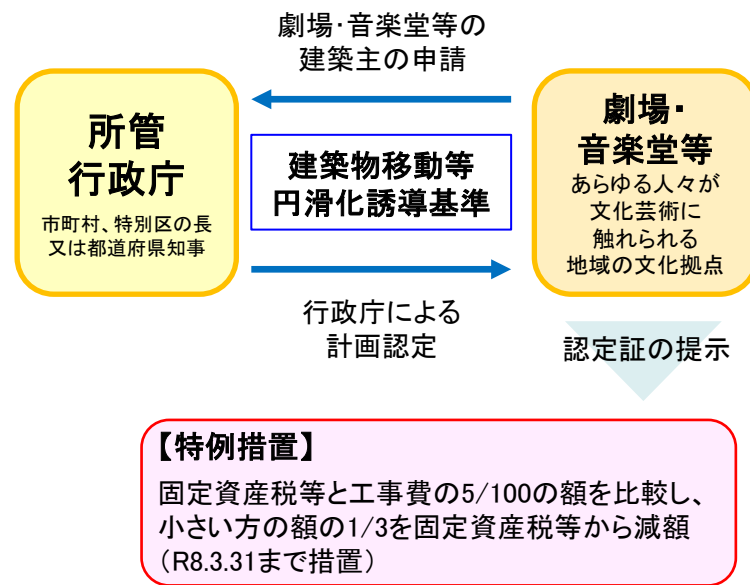 劇場・音楽堂等の
建築主の申請
所管
行政庁
市町村、特別区の長
又は都道府県知事
建築物移動等
円滑化誘導基準
劇場・
音楽堂等
あらゆる人々が
文化芸術に
触れられる
地域の文化拠点
行政庁による
計画認定
認定証の提示
【特例措置】
固定資産税等と工事費の5/100の額を比較し、
小さい方の額の1/3を固定資産税等から減額
（R8.3.31まで措置）